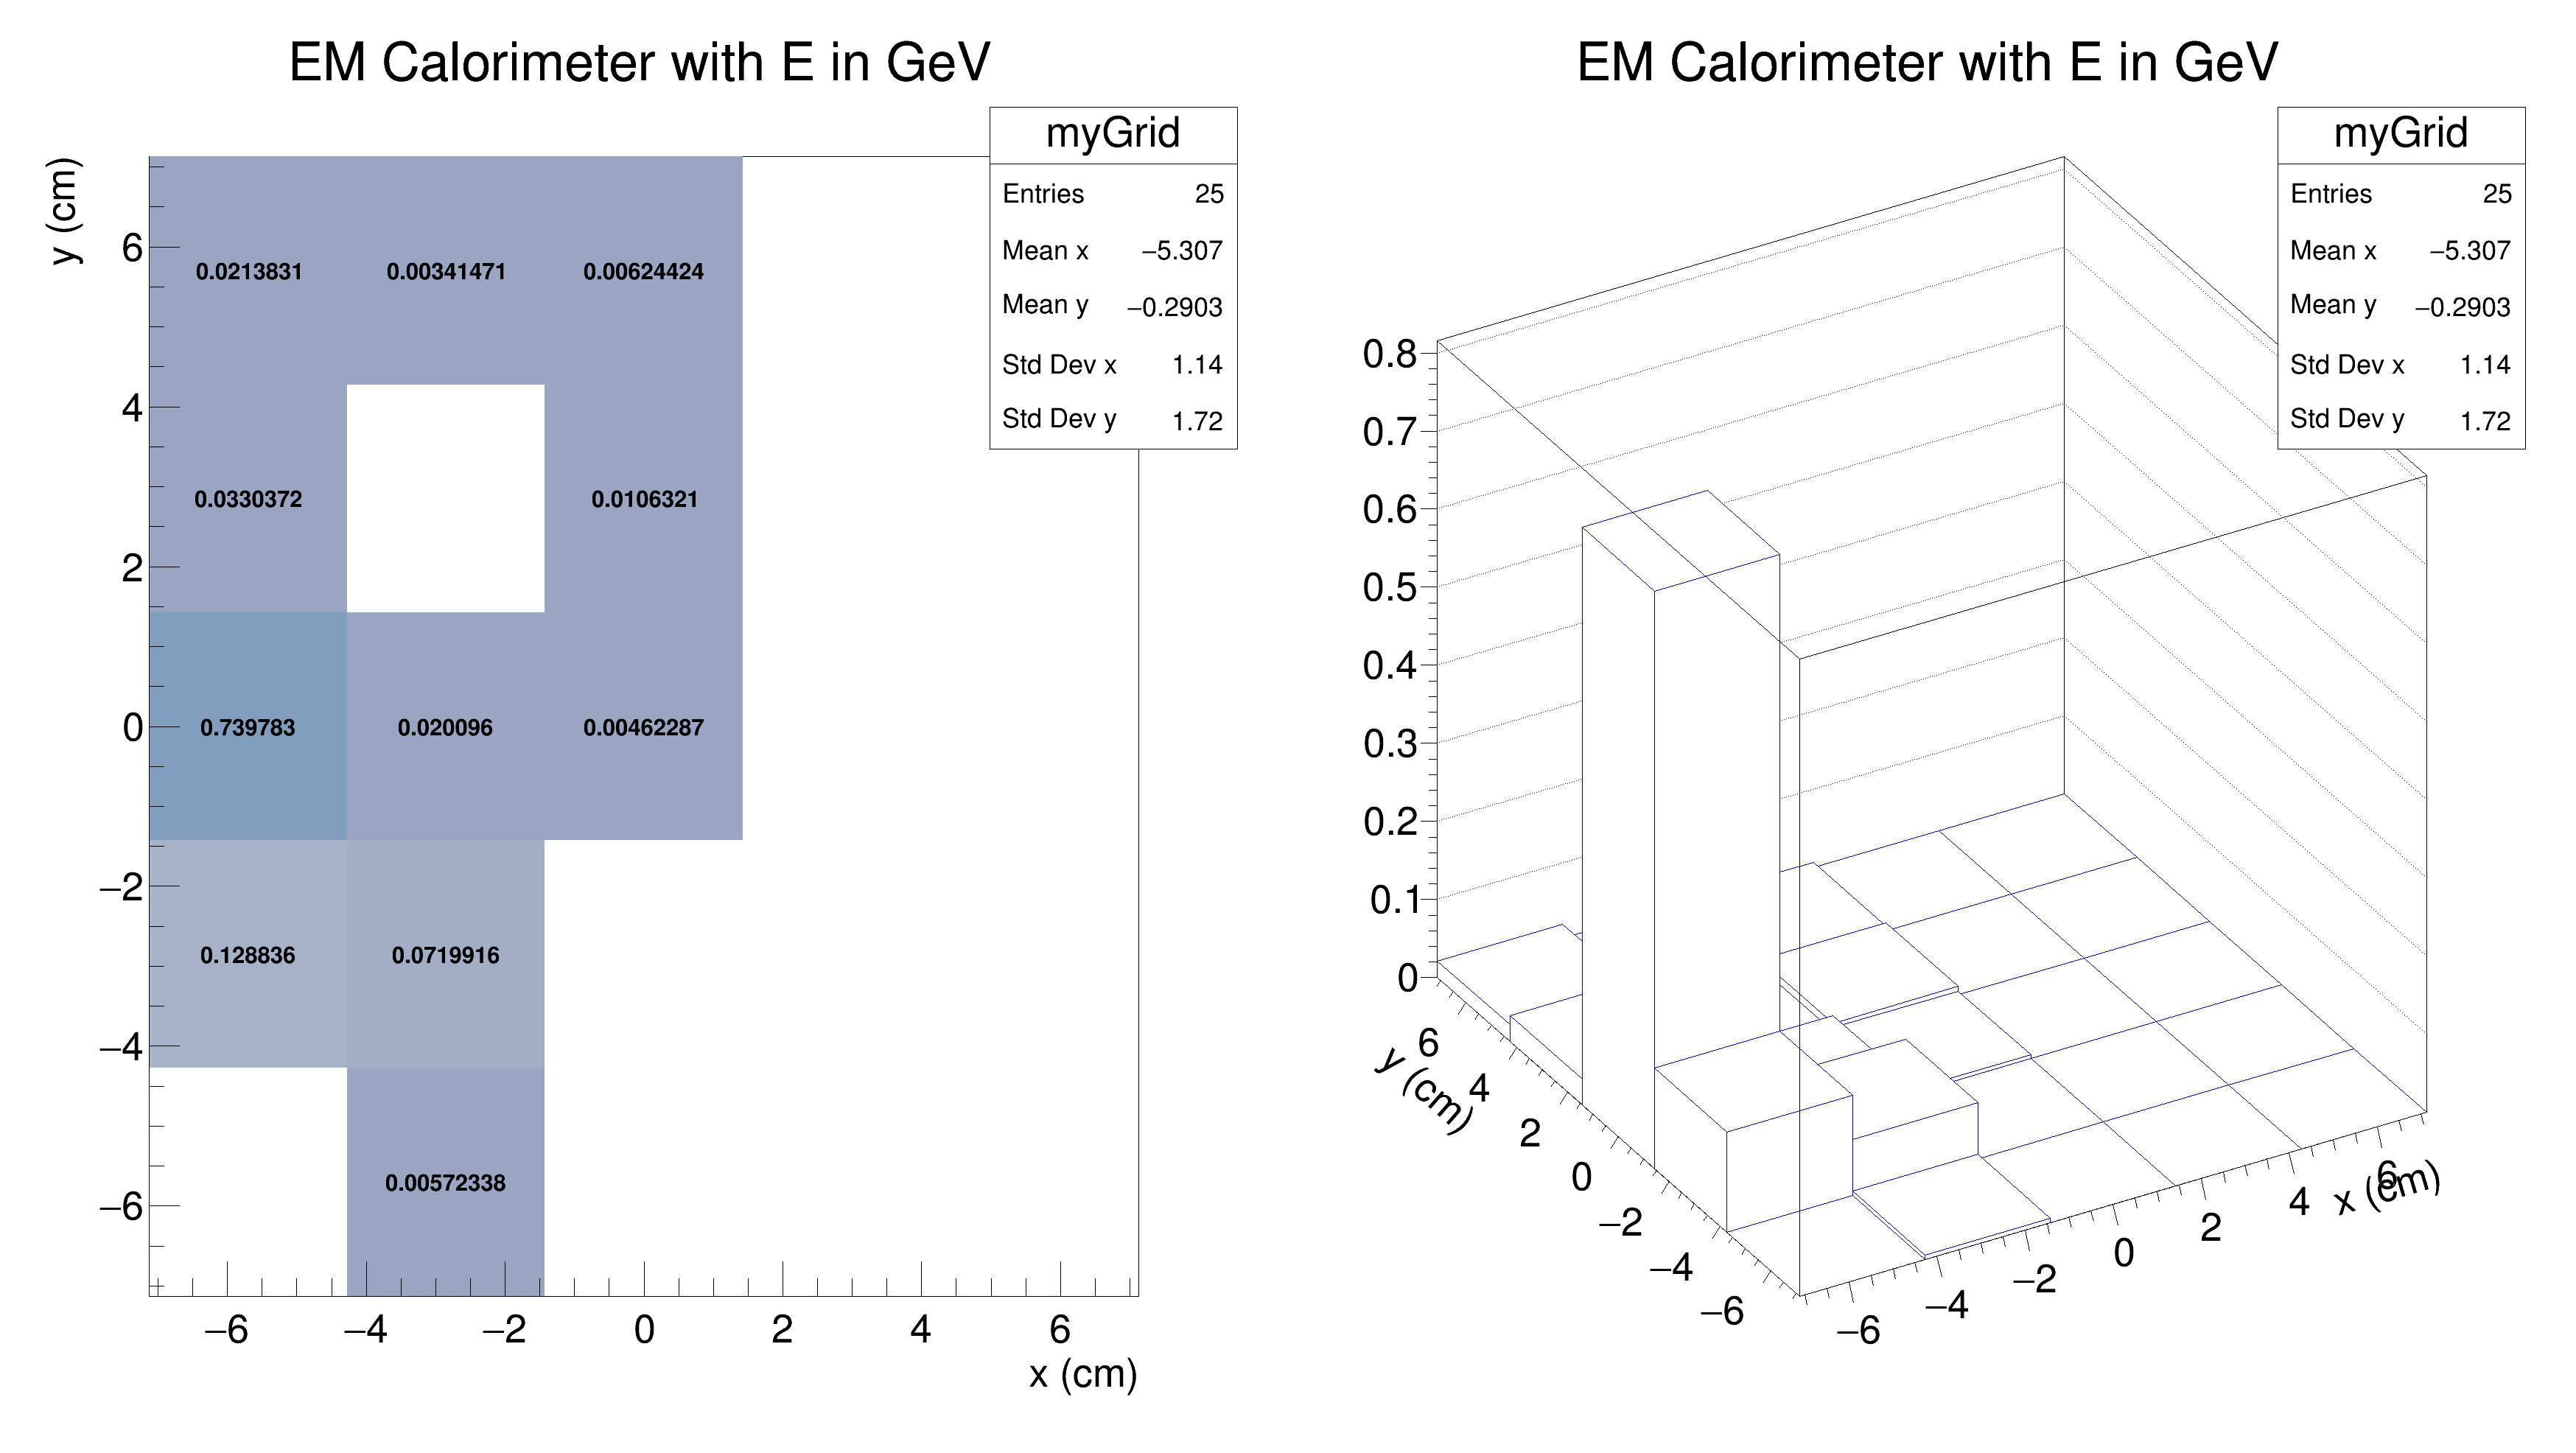 EM Calorimeter with E in GeV
myGrid
Entries 25
Mean x −5.307
Mean y −0.2903
Std Dev x 1.14
Std Dev y 1.72
y (cm)
6
4
2
0
−2
−4
−6
0.0213831 0.00341471 0.00624424
0.0330372 0.0106321
0.739783 0.020096 0.00462287
0.128836 0.0719916
0.00572338
−6 −4 −2 0 2 4 6
x (cm)
EM Calorimeter with E in GeV
myGrid
Entries 25
Mean x −5.307
Mean y −0.2903
Std Dev x 1.14
Std Dev y 1.72
0.8
0.7
0.6
0.5
0.4
0.3
0.2
0.1
0
6
4
2
0
−2
−4
−6
y (cm)
−6
−4
−2
0
2
4
6
x (cm)